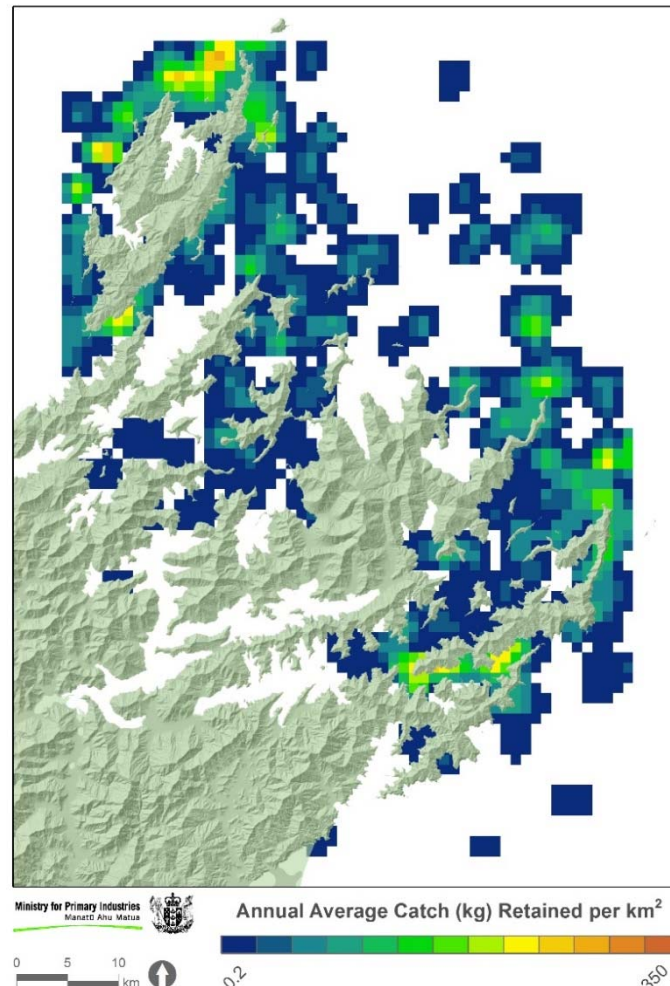 Ministry for Primary Industries
Manatū Ahu Matua
Annual Average Catch (kg) Retained per km²
0 5 10
km
0.2
350